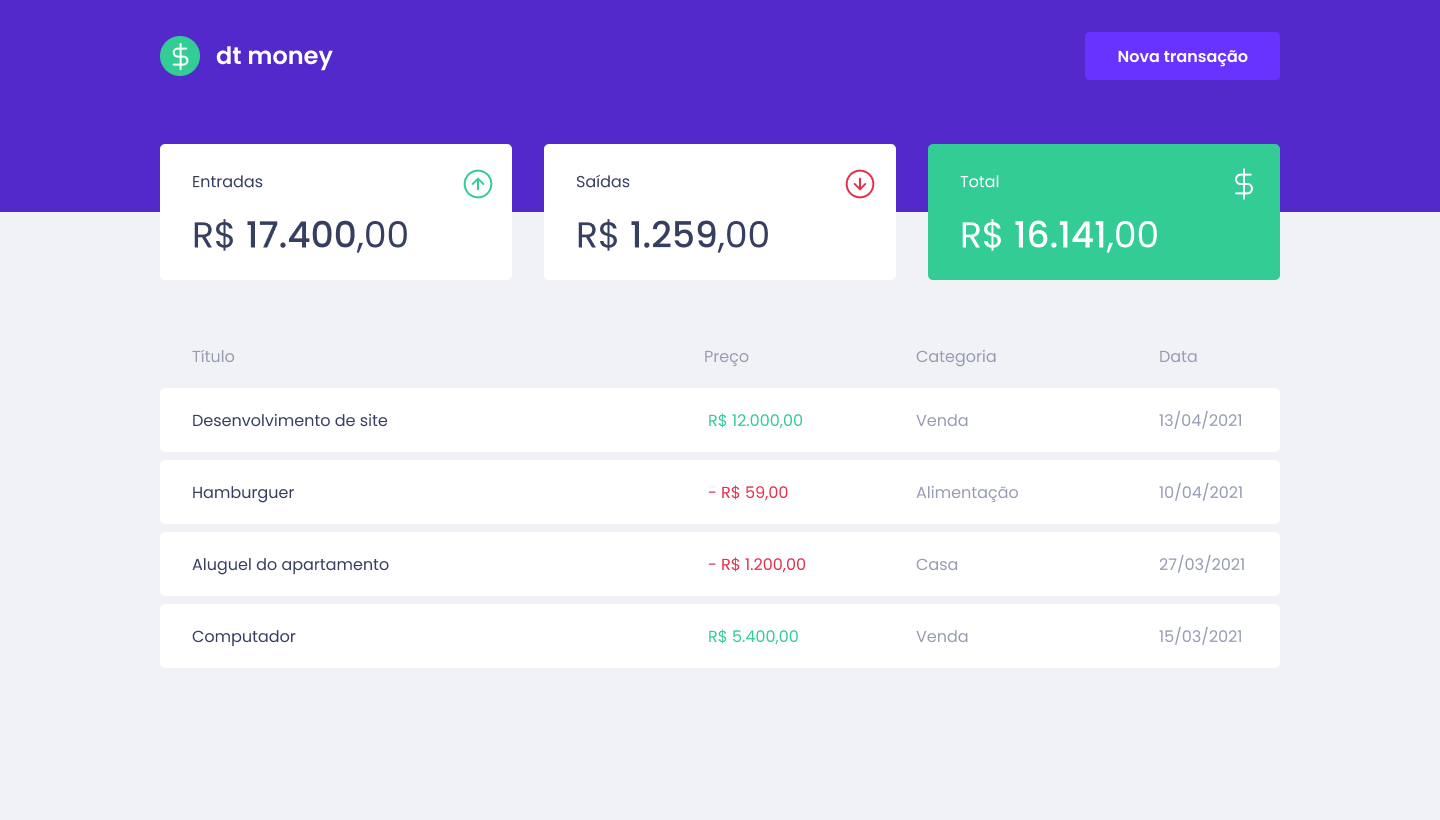 dt money
Nova transação
Entradas
R$ 17.400,00
Saídas
R$ 1.259,00
Total
R$ 16.141,00
Título Preço Categoria Data
Desenvolvimento de site R$ 12.000,00 Venda 13/04/2021
Hamburguer - R$ 59,00 Alimentação 10/04/2021
Aluguel do apartamento - R$ 1.200,00 Casa 27/03/2021
Computador R$ 5.400,00 Venda 15/03/2021